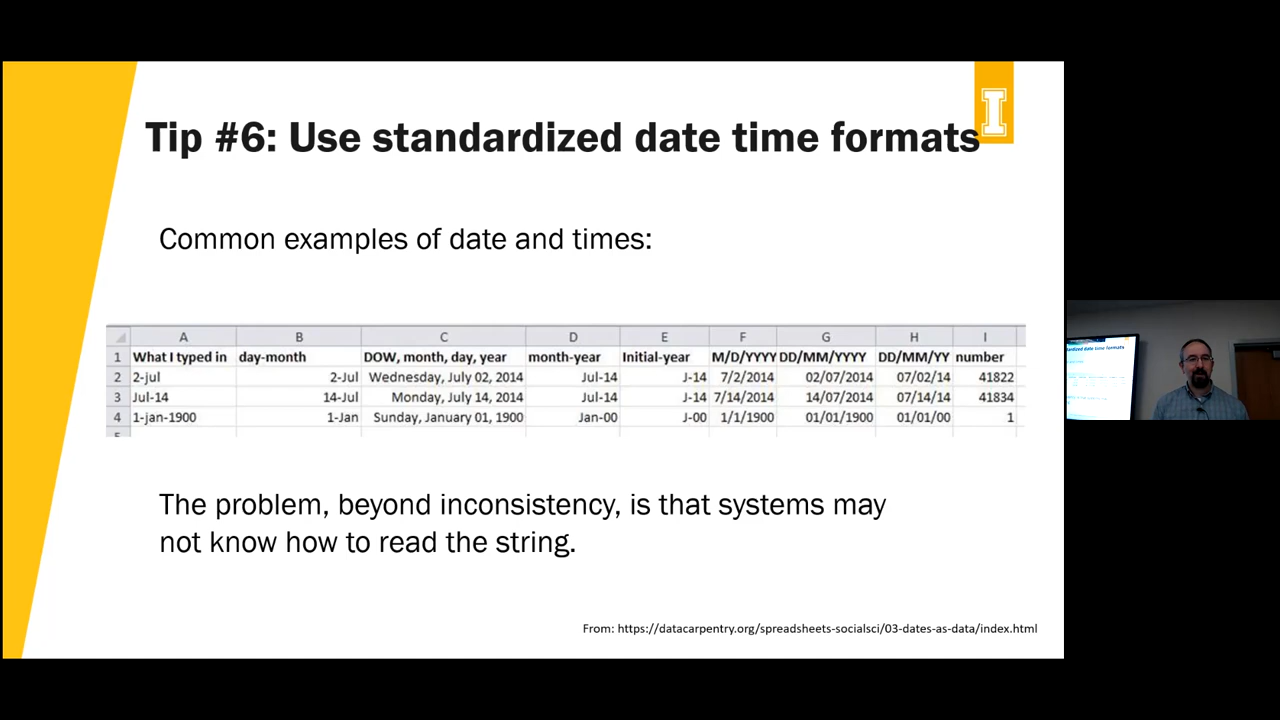 I
Tip #6: Use standardized date time formats
Common examples of date and times:
A B C D E F G H I
1 What I typed in day-month DOW, month, day, year month-year Initial-year M/D/YYYY DD/MM/YYYY DD/MM/YY number
2 2-jul 2-Jul Wednesday, July 02, 2014 Jul-14 J-14 7/2/2014 02/07/2014 07/02/14 41822
3 Jul-14 14-Jul Monday, July 14, 2014 Jul-14 J-14 7/14/2014 14/07/2014 07/14/14 41834
4 1-jan-1900 1-Jan Sunday, January 01, 1900 Jan-00 J-00 1/1/1900 01/01/1900 01/01/00 1
The problem, beyond inconsistency, is that systems may
not know how to read the string.
From: https://datacarpentry.org/spreadsheets-socialsci/03-dates-as-data/index.html
date time formats